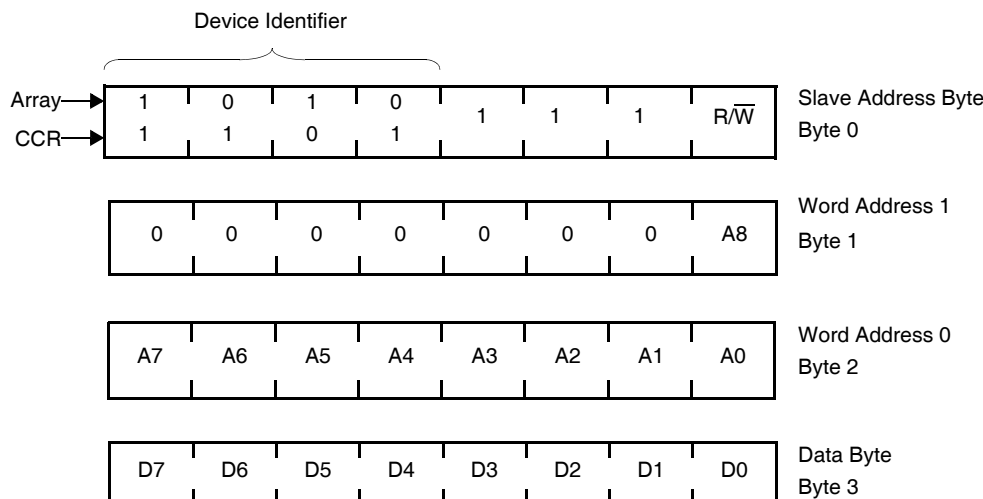 Device Identifier
Array 1 0 1 0 1 1 1 R/W̅ Slave Address Byte
CCR 1 1 0 1 Byte 0
0 0 0 0 0 0 0 A8 Word Address 1
Byte 1
A7 A6 A5 A4 A3 A2 A1 A0 Word Address 0
Byte 2
D7 D6 D5 D4 D3 D2 D1 D0 Data Byte
Byte 3